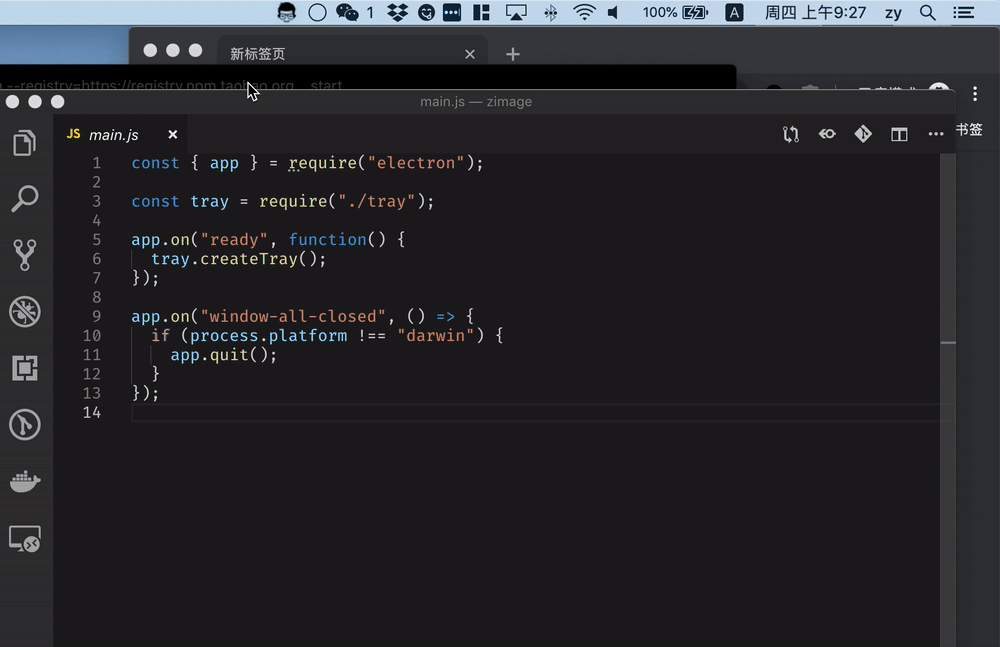 1 100% A 周四 上午9:27 zy
新标签页
--registry=https://registry.npm.taobao.org start
main.js — zimage
书签
JS main.js
1 const { app } = require("electron");
2
3 const tray = require("./tray");
4
5 app.on("ready", function() {
6 tray.createTray();
7 });
8
9 app.on("window-all-closed", () => {
10 if (process.platform !== "darwin") {
11 app.quit();
12 }
13 });
14